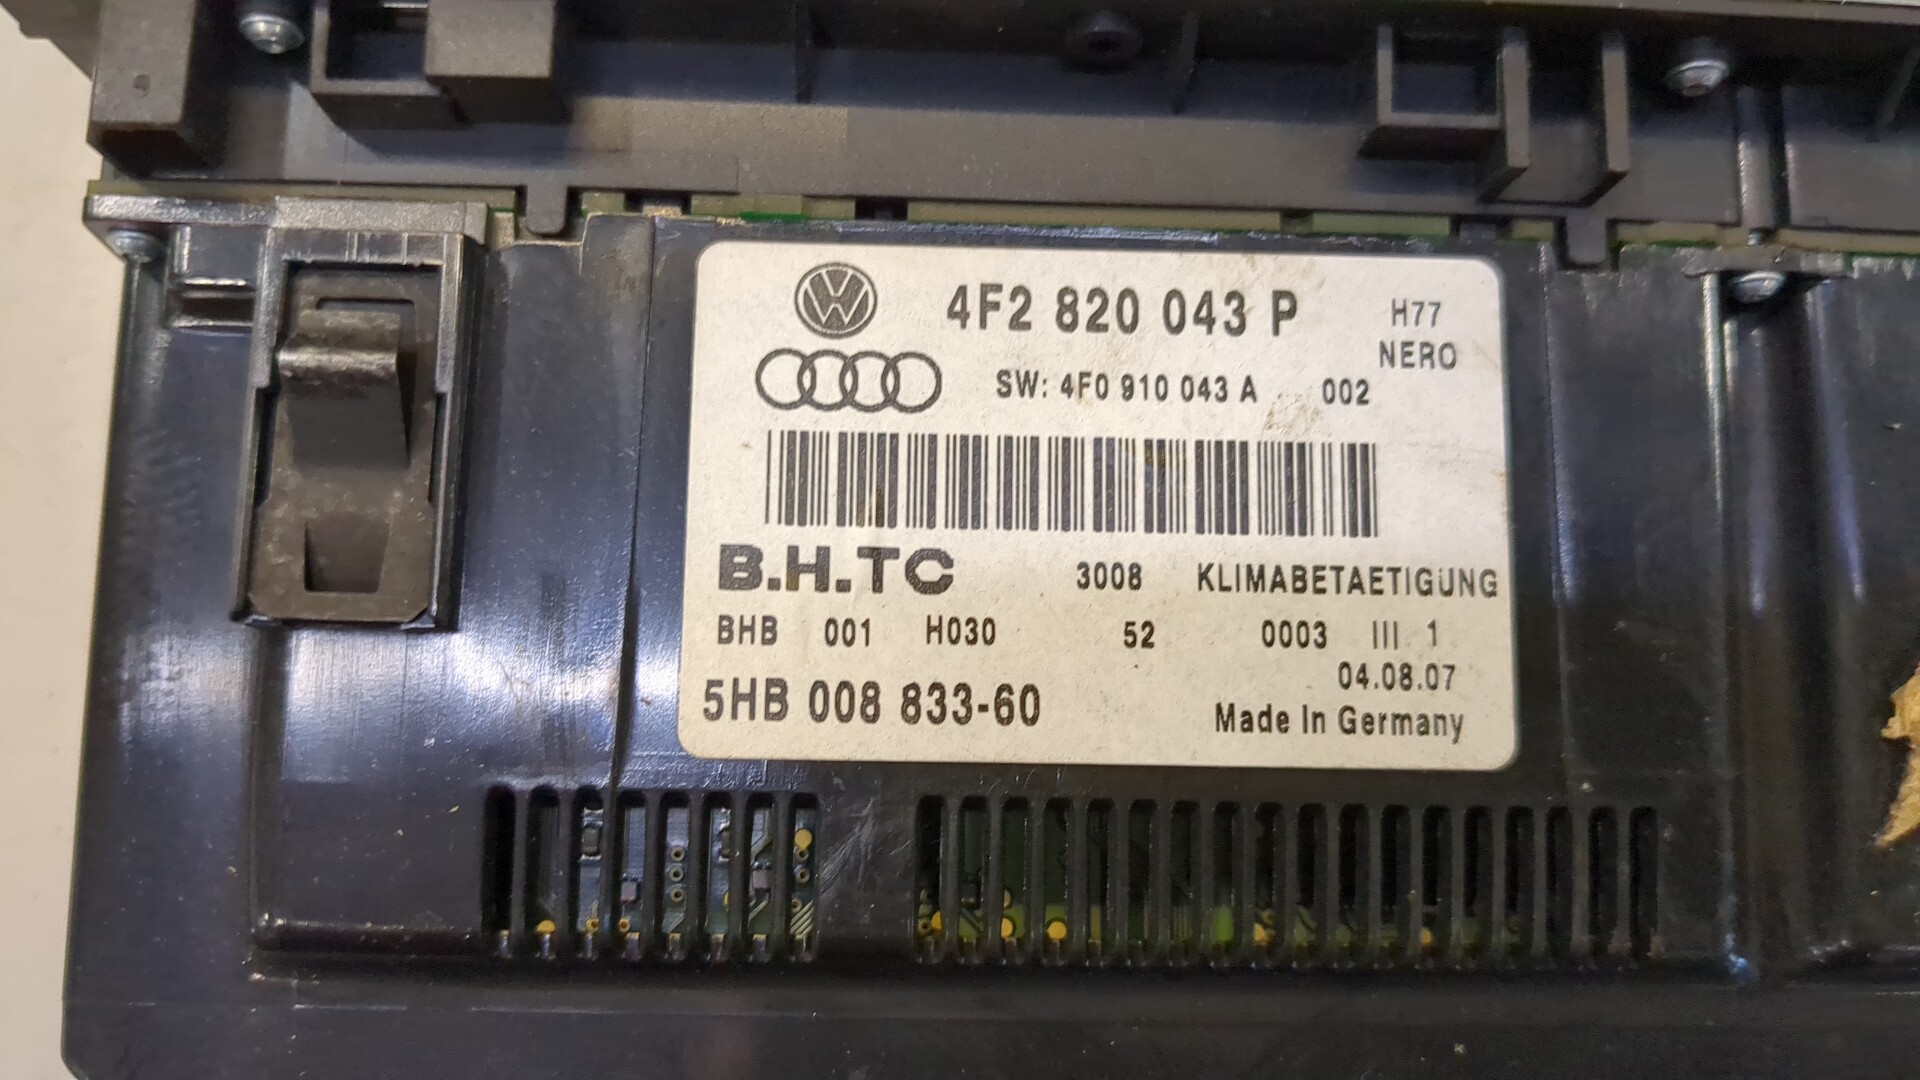 4F2 820 043 P H77
NERO
SW: 4F0 910 043 A 002
B.H.TC 3008 KLIMABETAETIGUNG
BHB 001 H030 52 0003 III 1
04.08.07
5HB 008 833-60 Made In Germany